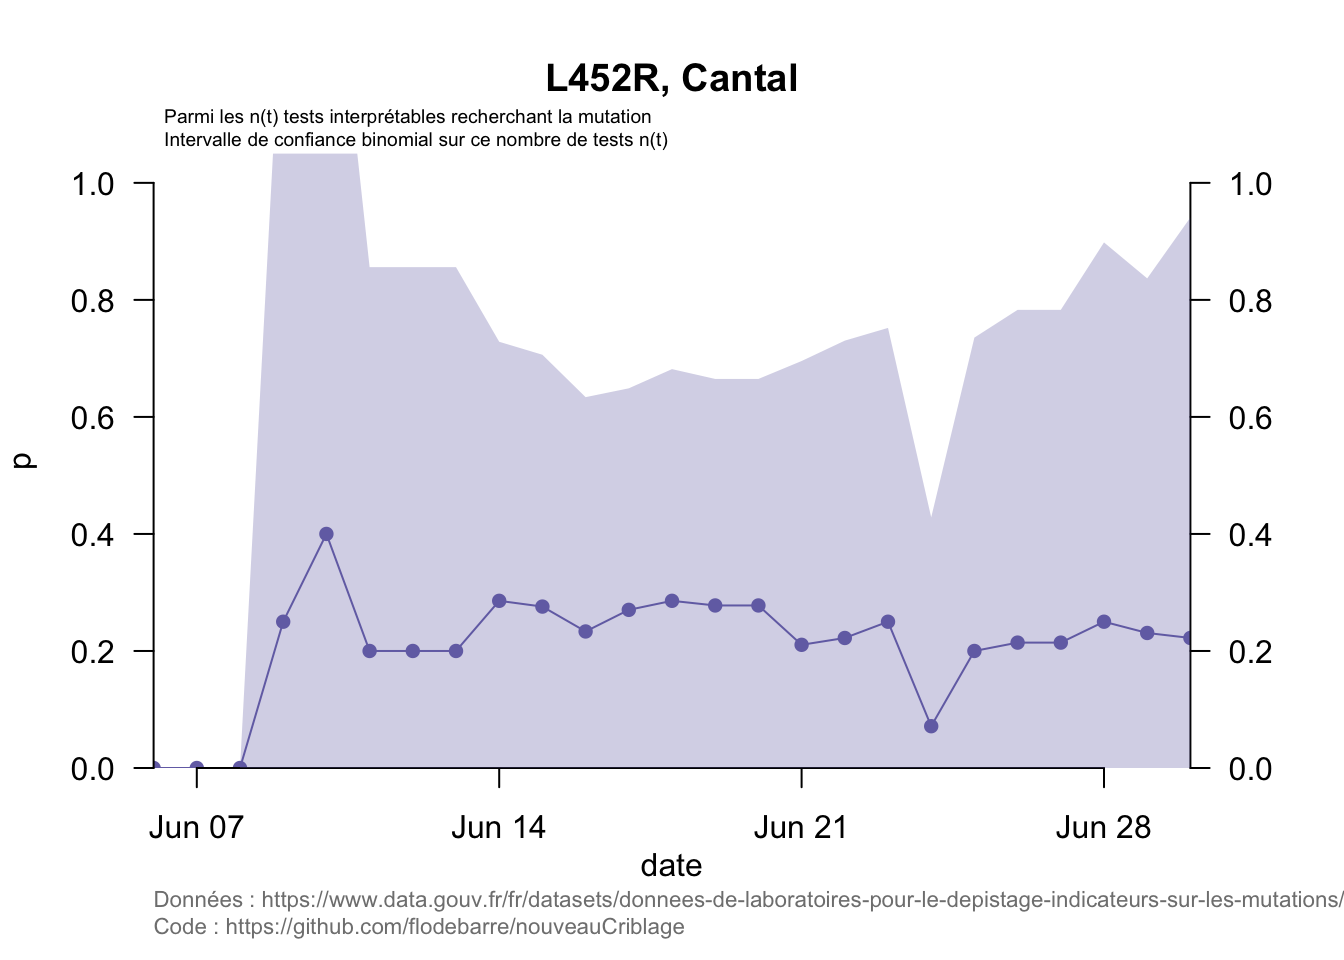 L452R, Cantal
Parmi les n(t) tests interprétables recherchant la mutation
Intervalle de confiance binomial sur ce nombre de tests n(t)
1.0
0.8
0.6
0.4
0.2
0.0
p
1.0
0.8
0.6
0.4
0.2
0.0
Jun 07 Jun 14 Jun 21 Jun 28
date
Données : https://www.data.gouv.fr/fr/datasets/donnees-de-laboratoires-pour-le-depistage-indicateurs-sur-les-mutations/
Code : https://github.com/flodebarre/nouveauCriblage